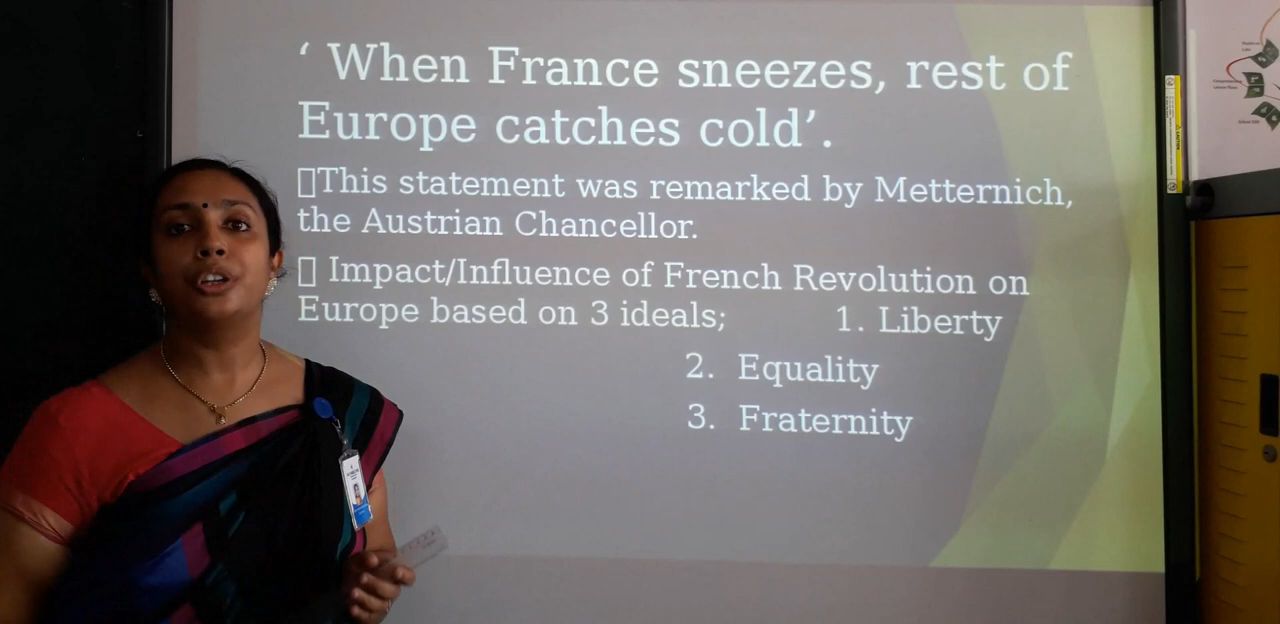 ‘ When France sneezes, rest of
Europe catches cold’.
▯This statement was remarked by Metternich,
the Austrian Chancellor.
▯ Impact/Influence of French Revolution on
Europe based on 3 ideals; 1. Liberty
2. Equality
3. Fraternity